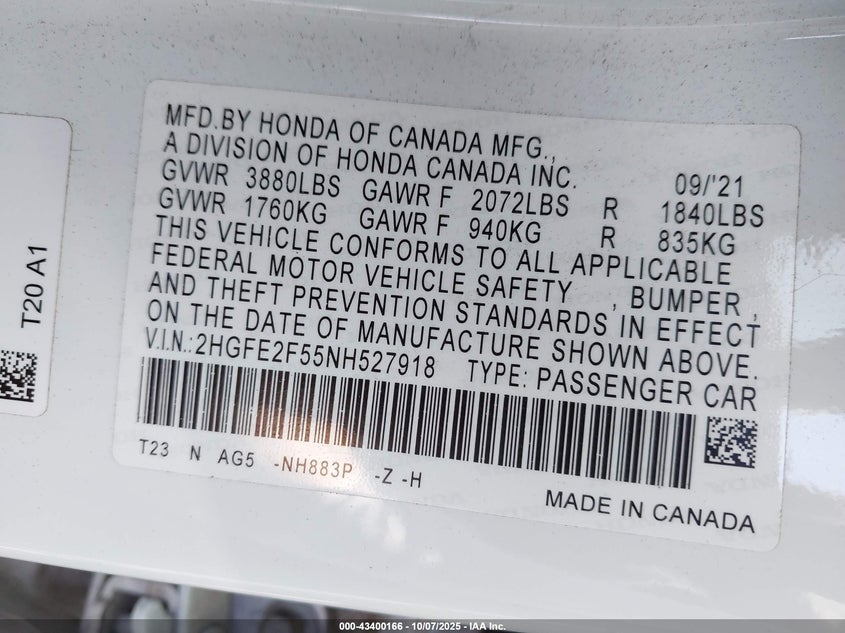 MFD.BY HONDA OF CANADA MFG.,
A DIVISION OF HONDA CANADA INC. 09/'21
GVWR 3880LBS GAWR F 2072LBS R 1840LBS
GVWR 1760KG GAWR F 940KG R 835KG
THIS VEHICLE CONFORMS TO ALL APPLICABLE
FEDERAL MOTOR VEHICLE SAFETY , BUMPER ,
AND THEFT PREVENTION STANDARDS IN EFFECT
ON THE DATE OF MANUFACTURE SHOWN ABOVE.
V.I.N.:2HGFE2F55NH527918 TYPE: PASSENGER CAR
T23 N AG5 -NH883P -Z -H
MADE IN CANADA
T20 A1
000-43400166 | 10/07/2025 - IAA Inc.